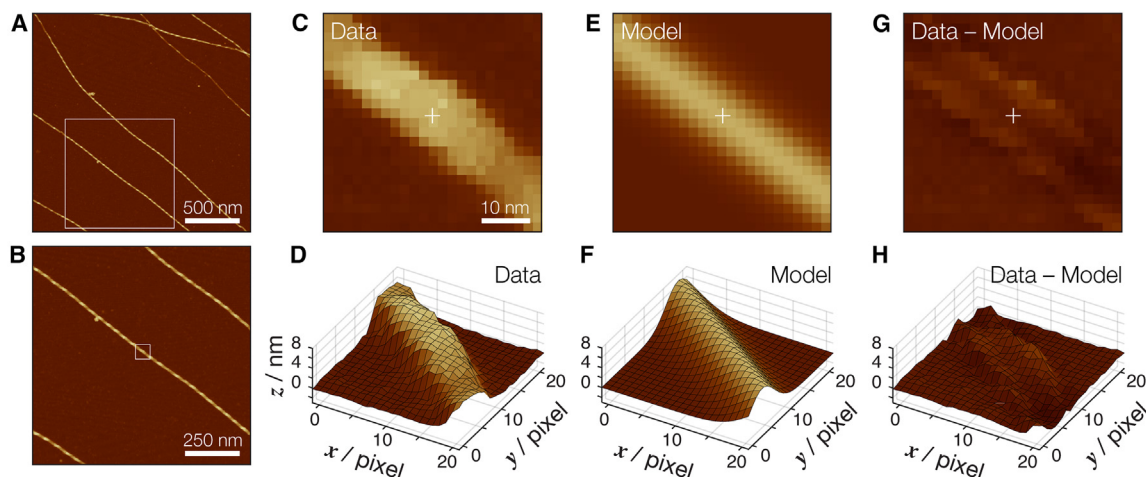 A
500 nm
B
250 nm
C
Data
10 nm
D
Data
z / nm
8
4
0
0
10
20
x / pixel
0
10
20
y / pixel
E
Model
F
Model
8
4
0
0
10
20
x / pixel
0
10
20
y / pixel
G
Data – Model
H
Data – Model
8
4
0
0
10
20
x / pixel
0
10
20
y / pixel